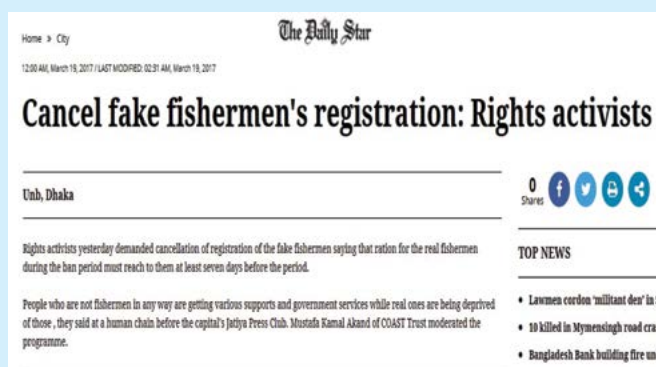 The Daily Star
Home > City
12:00 AM, March 19, 2017 / LAST MODIFIED: 02:31 AM, March 19, 2017
Cancel fake fishermen's registration: Rights activists
Unb, Dhaka
0
Shares
Rights activists yesterday demanded cancellation of registration of the fake fishermen saying that ration for the real fishermen
during the ban period must reach to them at least seven days before the period.
People who are not fishermen in any way are getting various supports and government services while real ones are being deprived
of those , they said at a human chain before the capital's Jatiya Press Club. Mustafa Kamal Akand of COAST Trust moderated the
programme.
TOP NEWS
• Lawmen cordon 'militant den' in
• 10 killed in Mymensingh road cra
• Bangladesh Bank building fire un